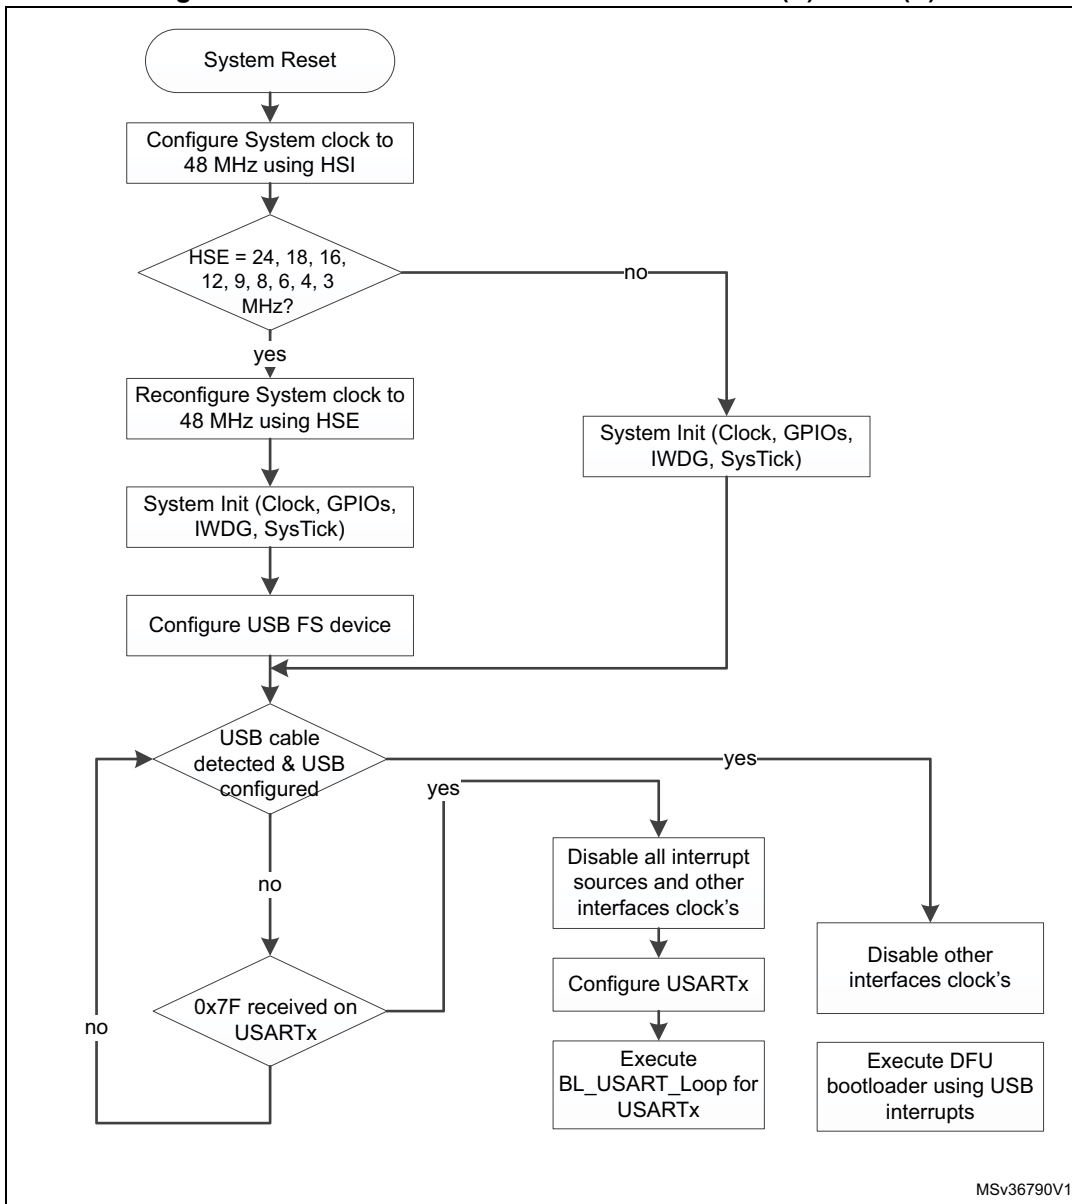 System Reset
Configure System clock to
48 MHz using HSI
HSE = 24, 18, 16,
12, 9, 8, 6, 4, 3
MHz?
no
yes
Reconfigure System clock to
48 MHz using HSE
System Init (Clock, GPIOs,
IWDG, SysTick)
System Init (Clock, GPIOs,
IWDG, SysTick)
Configure USB FS device
USB cable
detected & USB
configured
yes
yes
no
Disable all interrupt
sources and other
interfaces clock's
Disable other
interfaces clock's
Configure USARTx
0x7F received on
USARTx
no
Execute
BL_USART_Loop for
USARTx
Execute DFU
bootloader using USB
interrupts
MSv36790V1